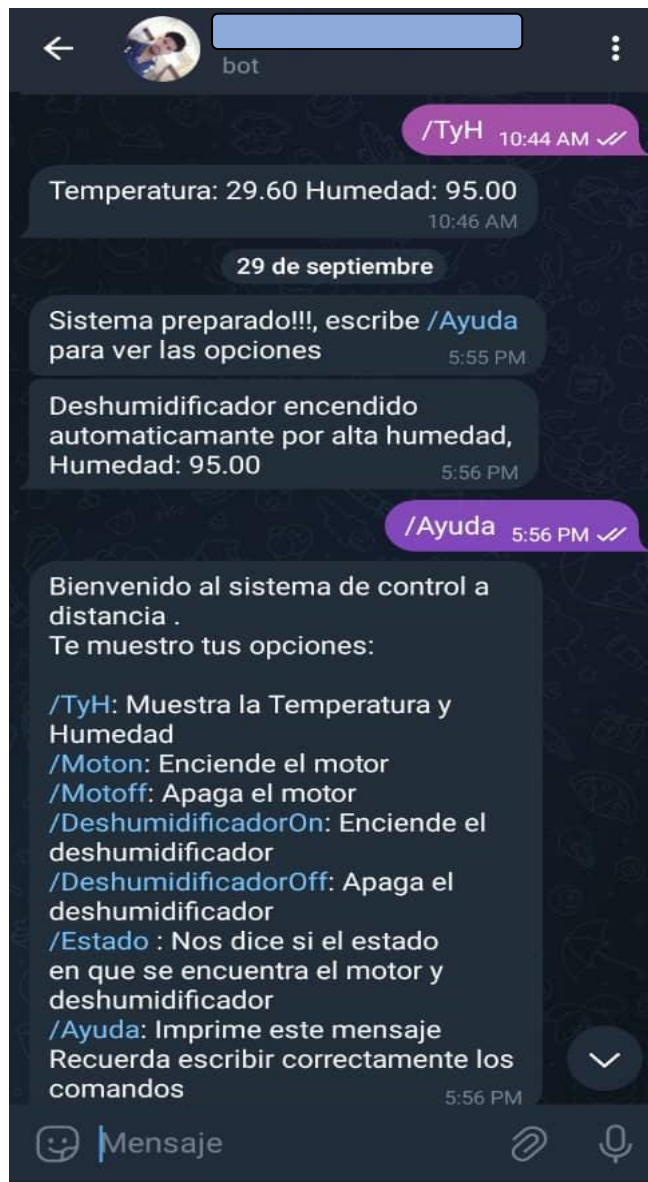 bot
/TyH 10:44 AM
Temperatura: 29.60 Humedad: 95.00
10:46 AM
29 de septiembre
Sistema preparado!!!, escribe /Ayuda
para ver las opciones 5:55 PM
Deshumidificador encendido
automaticamante por alta humedad,
Humedad: 95.00 5:56 PM
/Ayuda 5:56 PM
Bienvenido al sistema de control a
distancia .
Te muestro tus opciones:
/TyH: Muestra la Temperatura y
Humedad
/Moton: Enciende el motor
/Motoff: Apaga el motor
/DeshumidificadorOn: Enciende el
deshumidificador
/DeshumidificadorOff: Apaga el
deshumidificador
/Estado : Nos dice si el estado
en que se encuentra el motor y
deshumidificador
/Ayuda: Imprime este mensaje
Recuerda escribir correctamente los
comandos 5:56 PM
Mensaje